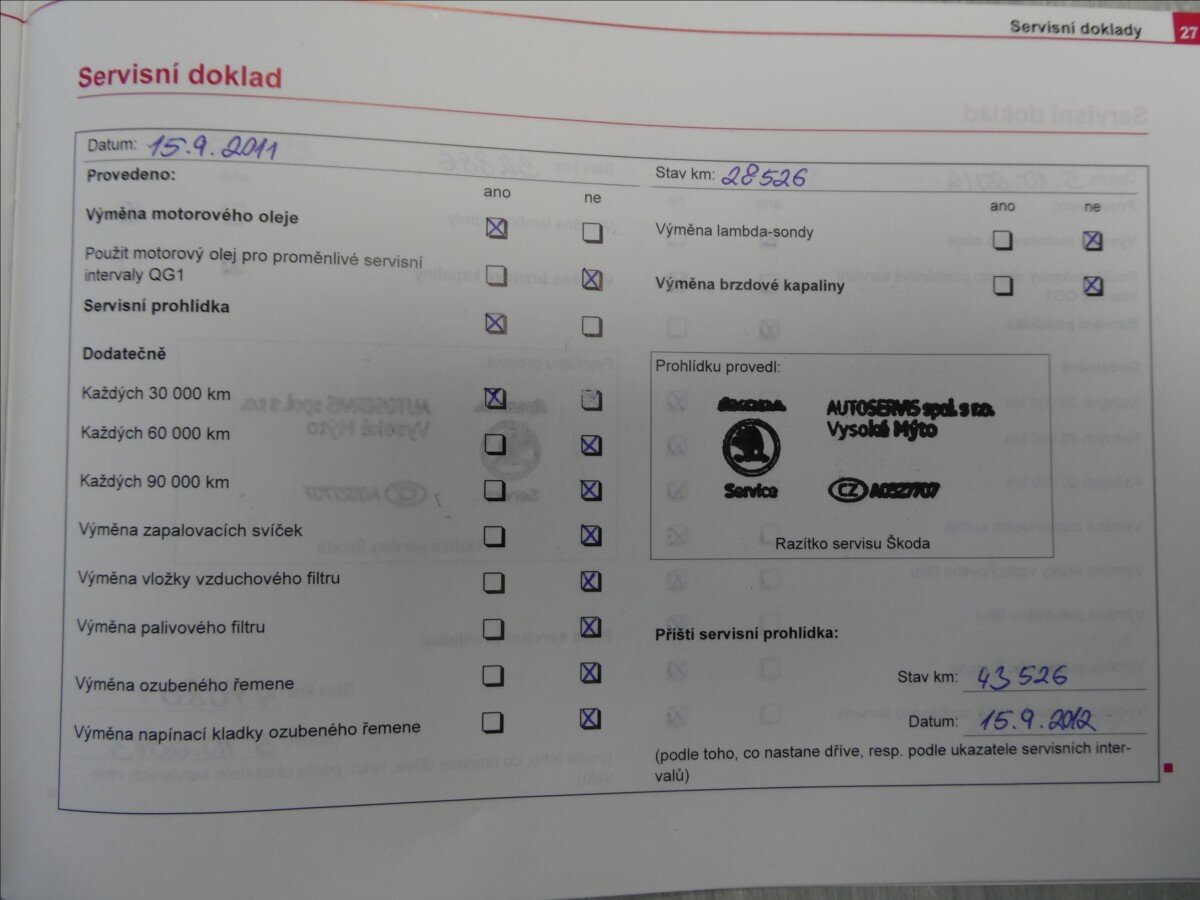 Servisní doklady 27
Servisní doklad
Datum: 15.9.2011
Provedeno:
ano ne
Výměna motorového oleje
Použit motorový olej pro proměnlivé servisní
intervaly QG1
Servisní prohlídka
Dodatečně
Každých 30 000 km
Každých 60 000 km
Každých 90 000 km
Výměna zapalovacích svíček
Výměna vložky vzduchového filtru
Výměna palivového filtru
Výměna ozubeného řemene
Výměna napínací kladky ozubeného řemene
Stav km: 28526
ano ne
Výměna lambda-sondy
Výměna brzdové kapaliny
Prohlídku provedl:
ŠKODA
Service
AUTOSERVIS spol. s r.o.
Vysoké Mýto
CZ A0527707
Razítko servisu Škoda
Příští servisní prohlídka:
Stav km: 43526
Datum: 15.9.2012
(podle toho, co nastane dříve, resp. podle ukazatele servisních inter-
valů)